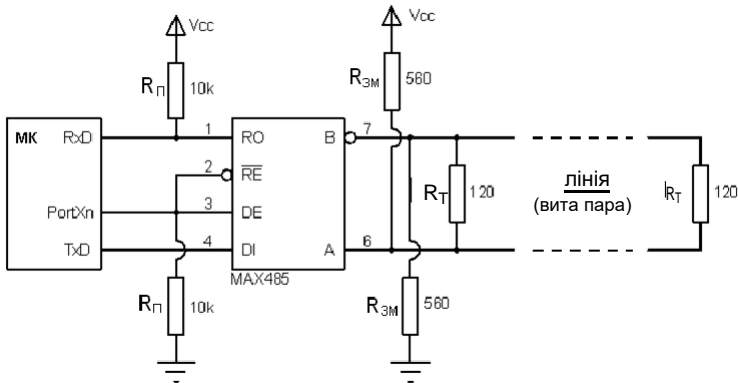 Vcc
Vcc
RП 10k
RЗМ 560
МК RxD
1
RO
B
7
2
RE
PortXn
3
DE
RT 120
лінія
(вита пара)
RT 120
TxD
4
DI
A
6
MAX485
RП 10k
RЗМ 560